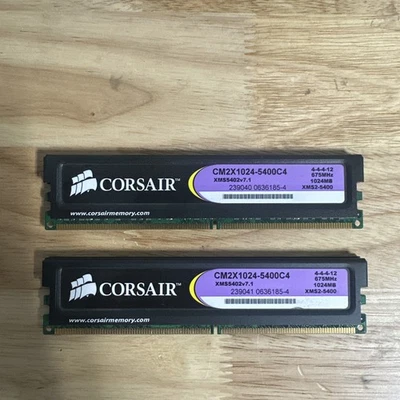 CORSAIR
www.corsairmemory.com
CM2X1024-5400C4
XMS5402v7.1
239040 0636185-4
4-4-4-12
675MHz
1024MB
XMS2-5400
CORSAIR
www.corsairmemory.com
CM2X1024-5400C4
XMS5402v7.1
239041 0636185-4
4-4-4-12
675MHz
1024MB
XMS2-5400